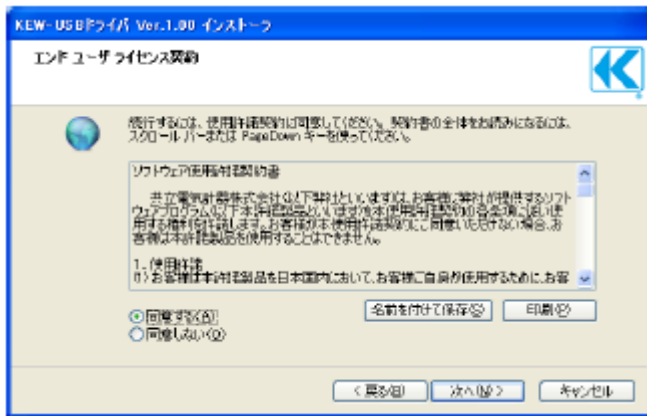 KEW-USBドライバ Ver.1.00 インストーラ
エンド ユーザ ライセンス契約
続行するには、使用許諾契約に同意してください。契約書の全体をお読みになるには、
スクロール バーまたは PageDown キーを使ってください。
ソフトウェア使用許諾契約書
共立電気計器株式会社(以下弊社といいます)は、お客様に弊社が提供するソフト
ウェアプログラム(以下本許諾製品といいます)を本使用許諾契約の各条項に従い使
用する権利を許諾します。お客様が本使用許諾契約にご同意いただけない場合、お
客様は本許諾製品を使用することはできません。
1. 使用許諾
(1) お客様は本許諾製品を日本国内において、お客様ご自身が使用するために、お客
名前を付けて保存(S) 印刷(P)
同意する(A)
同意しない(D)
< 戻る(B) 次へ(N) > キャンセル